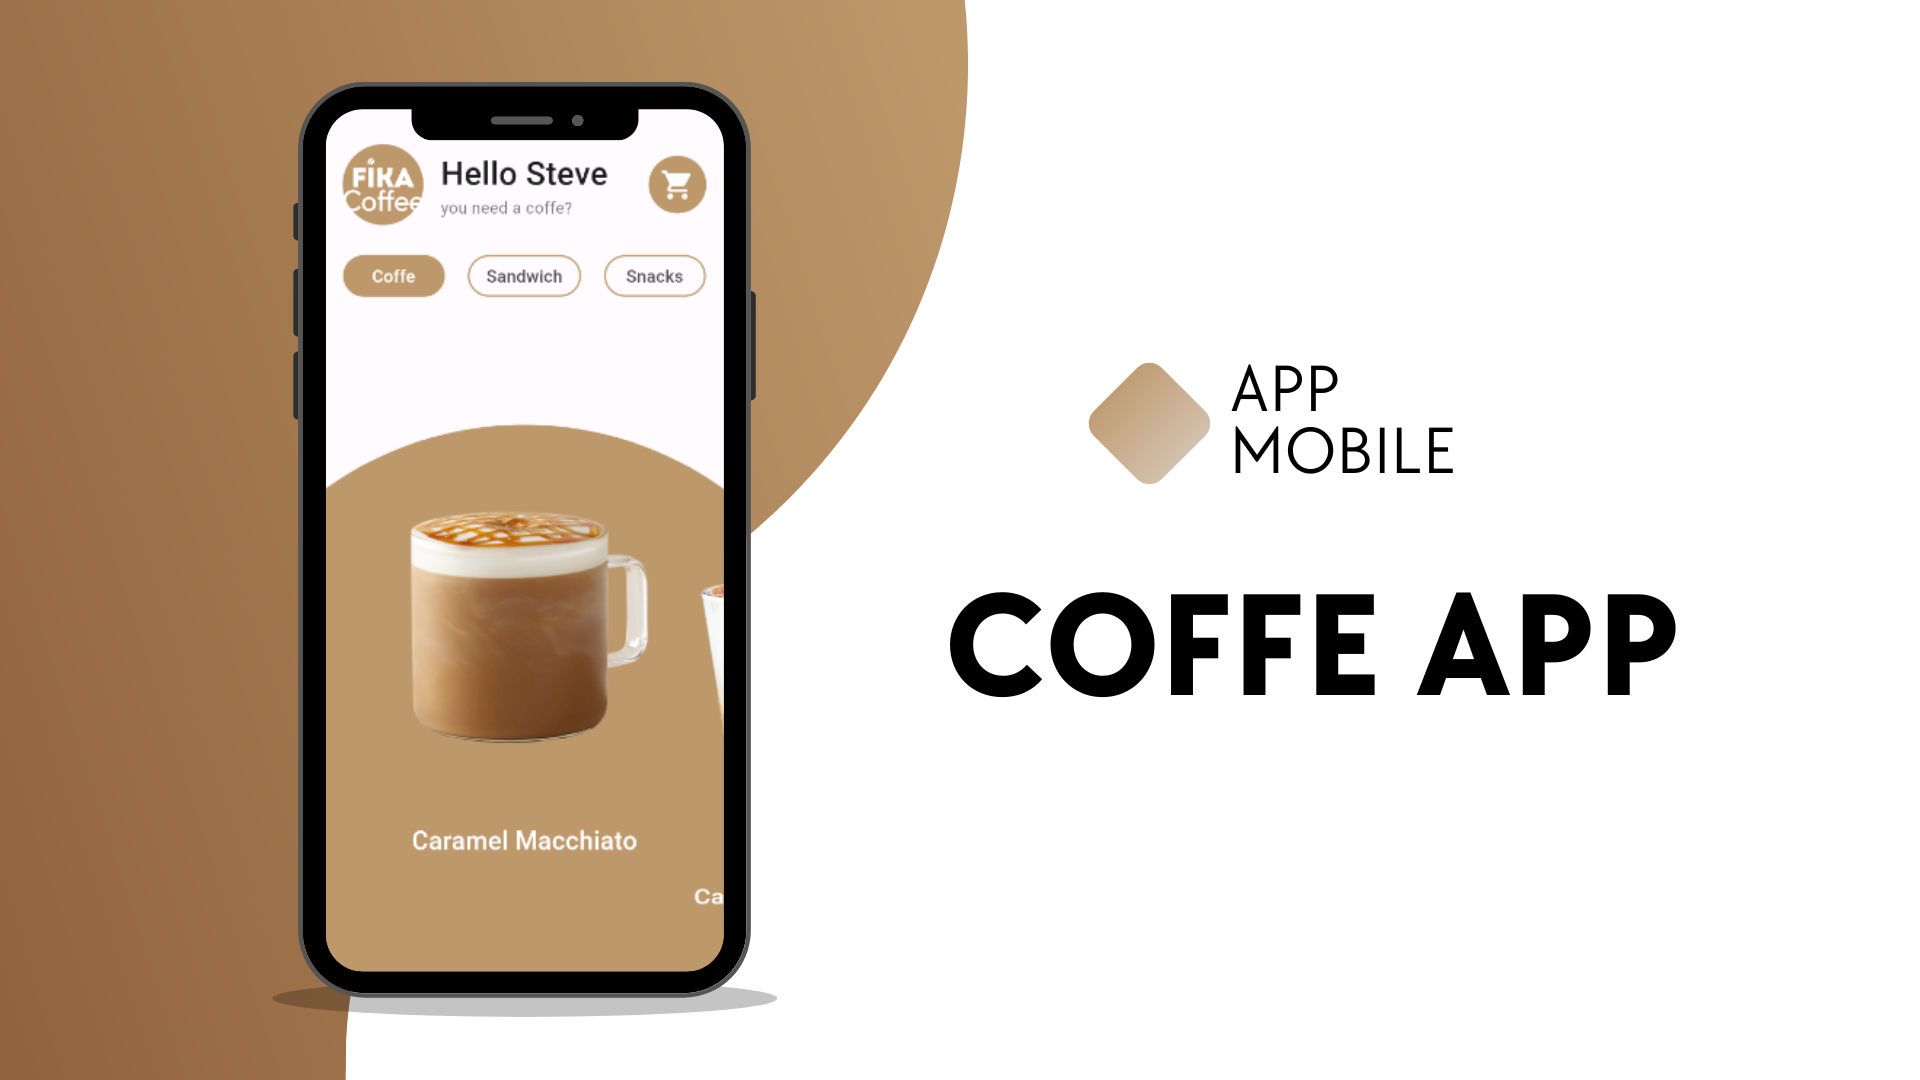 FIKA
Coffee
Hello Steve
you need a coffe?
Coffe
Sandwich
Snacks
Caramel Macchiato
Ca
APP
MOBILE
COFFE APP